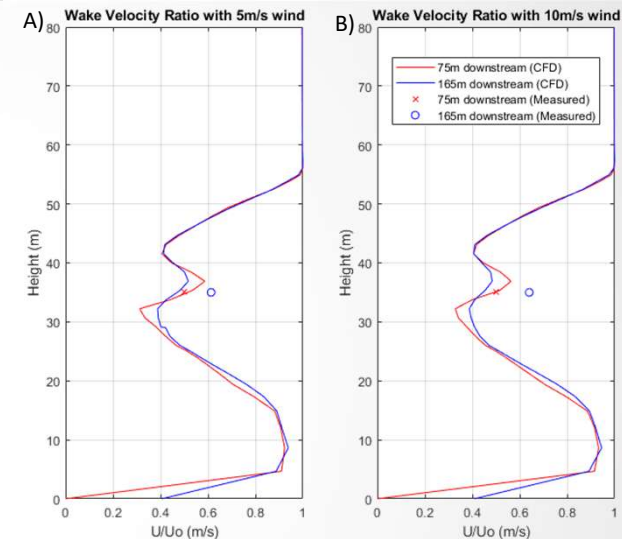 A) Wake Velocity Ratio with 5m/s wind
80
70
60
50
40
30
20
10
0
Height (m)
0 0.2 0.4 0.6 0.8 1
U/Uo (m/s)
B) Wake Velocity Ratio with 10m/s wind
75m downstream (CFD)
165m downstream (CFD)
75m downstream (Measured)
165m downstream (Measured)
80
70
60
50
40
30
20
10
0
Height (m)
0 0.2 0.4 0.6 0.8 1
U/Uo (m/s)